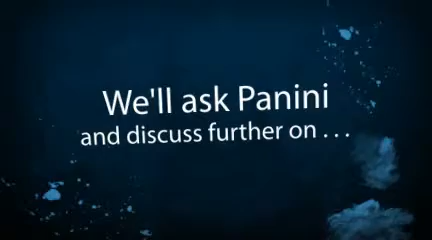 We'll ask Panini
and discuss further on . . .